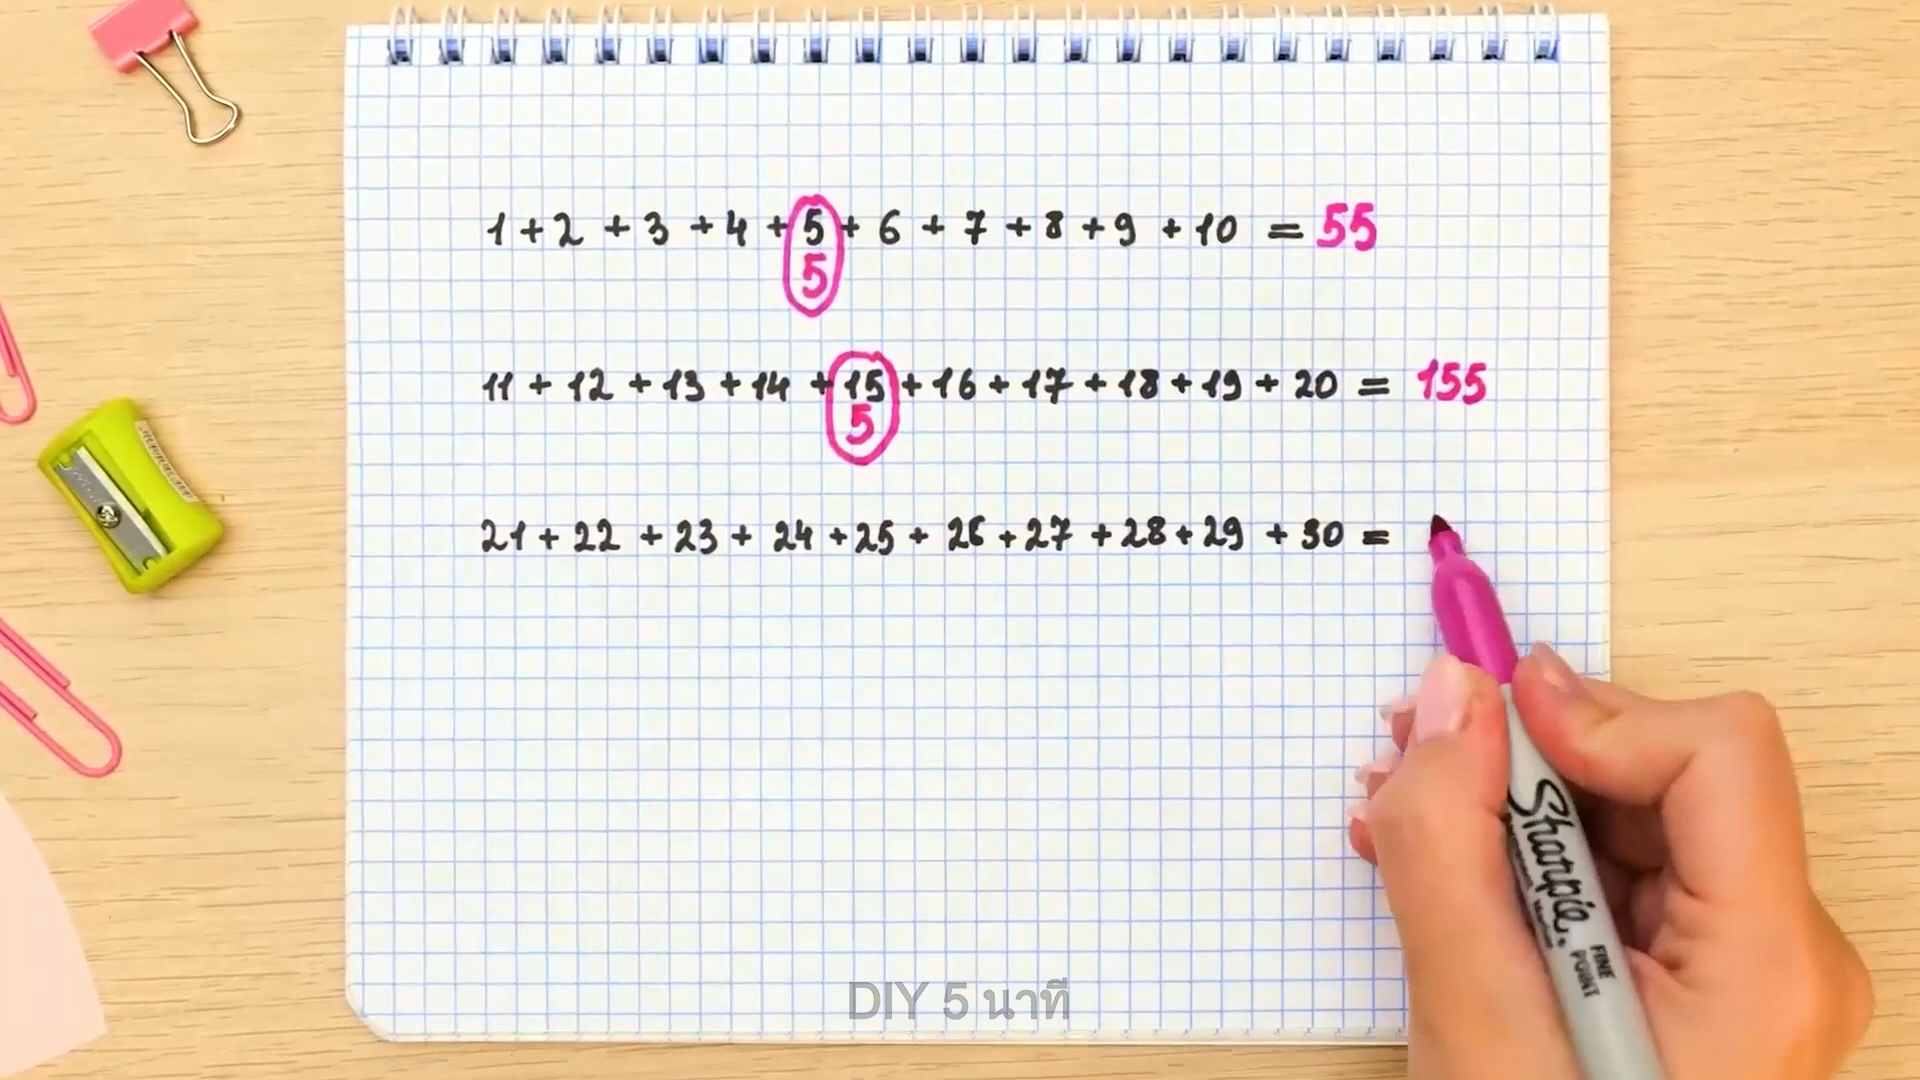 1 + 2 + 3 + 4 + 5 + 6 + 7 + 8 + 9 + 10 = 55
5
11 + 12 + 13 + 14 + 15 + 16 + 17 + 18 + 19 + 20 = 155
5
21 + 22 + 23 + 24 + 25 + 26 + 27 + 28 + 29 + 30 =
Sharpie.
FINE
POINT
DIY 5 นาที